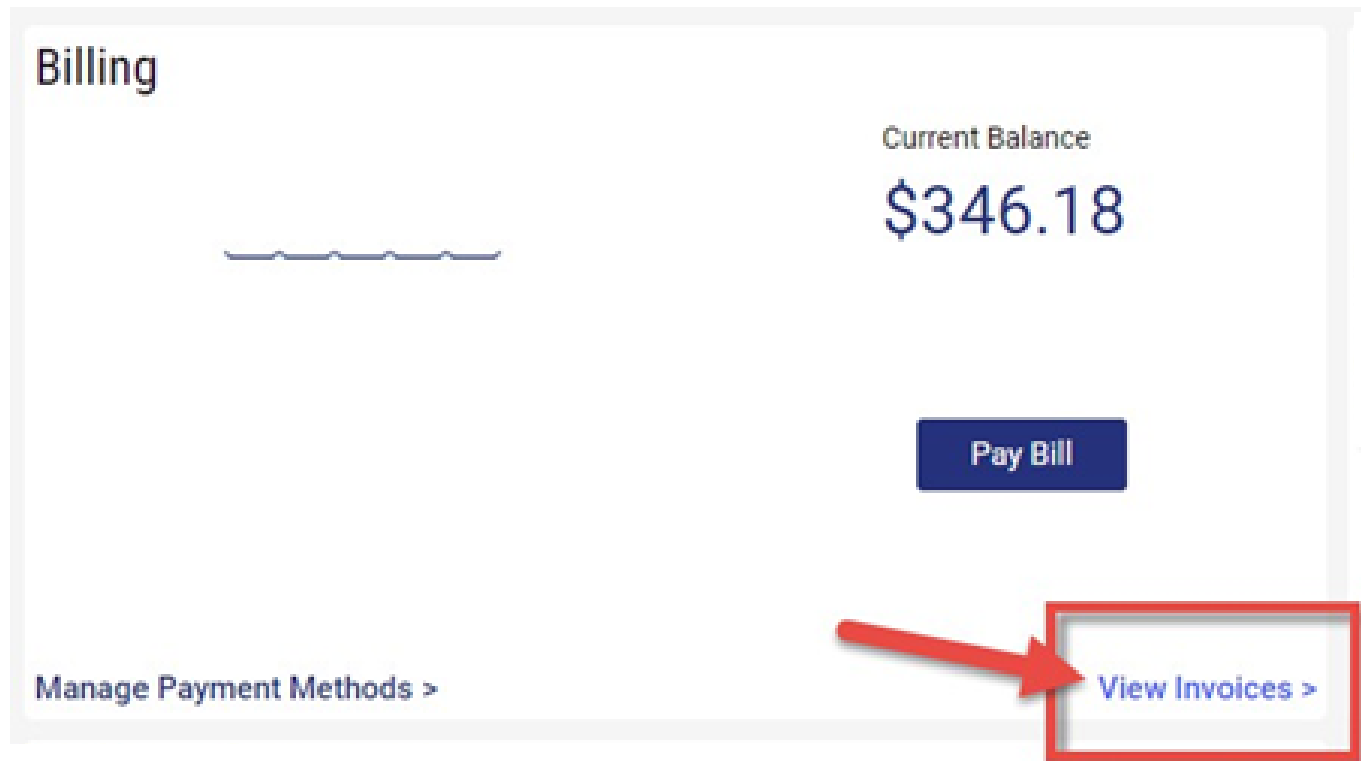 Billing
Current Balance
$346.18
Pay Bill
Manage Payment Methods >
View Invoices >